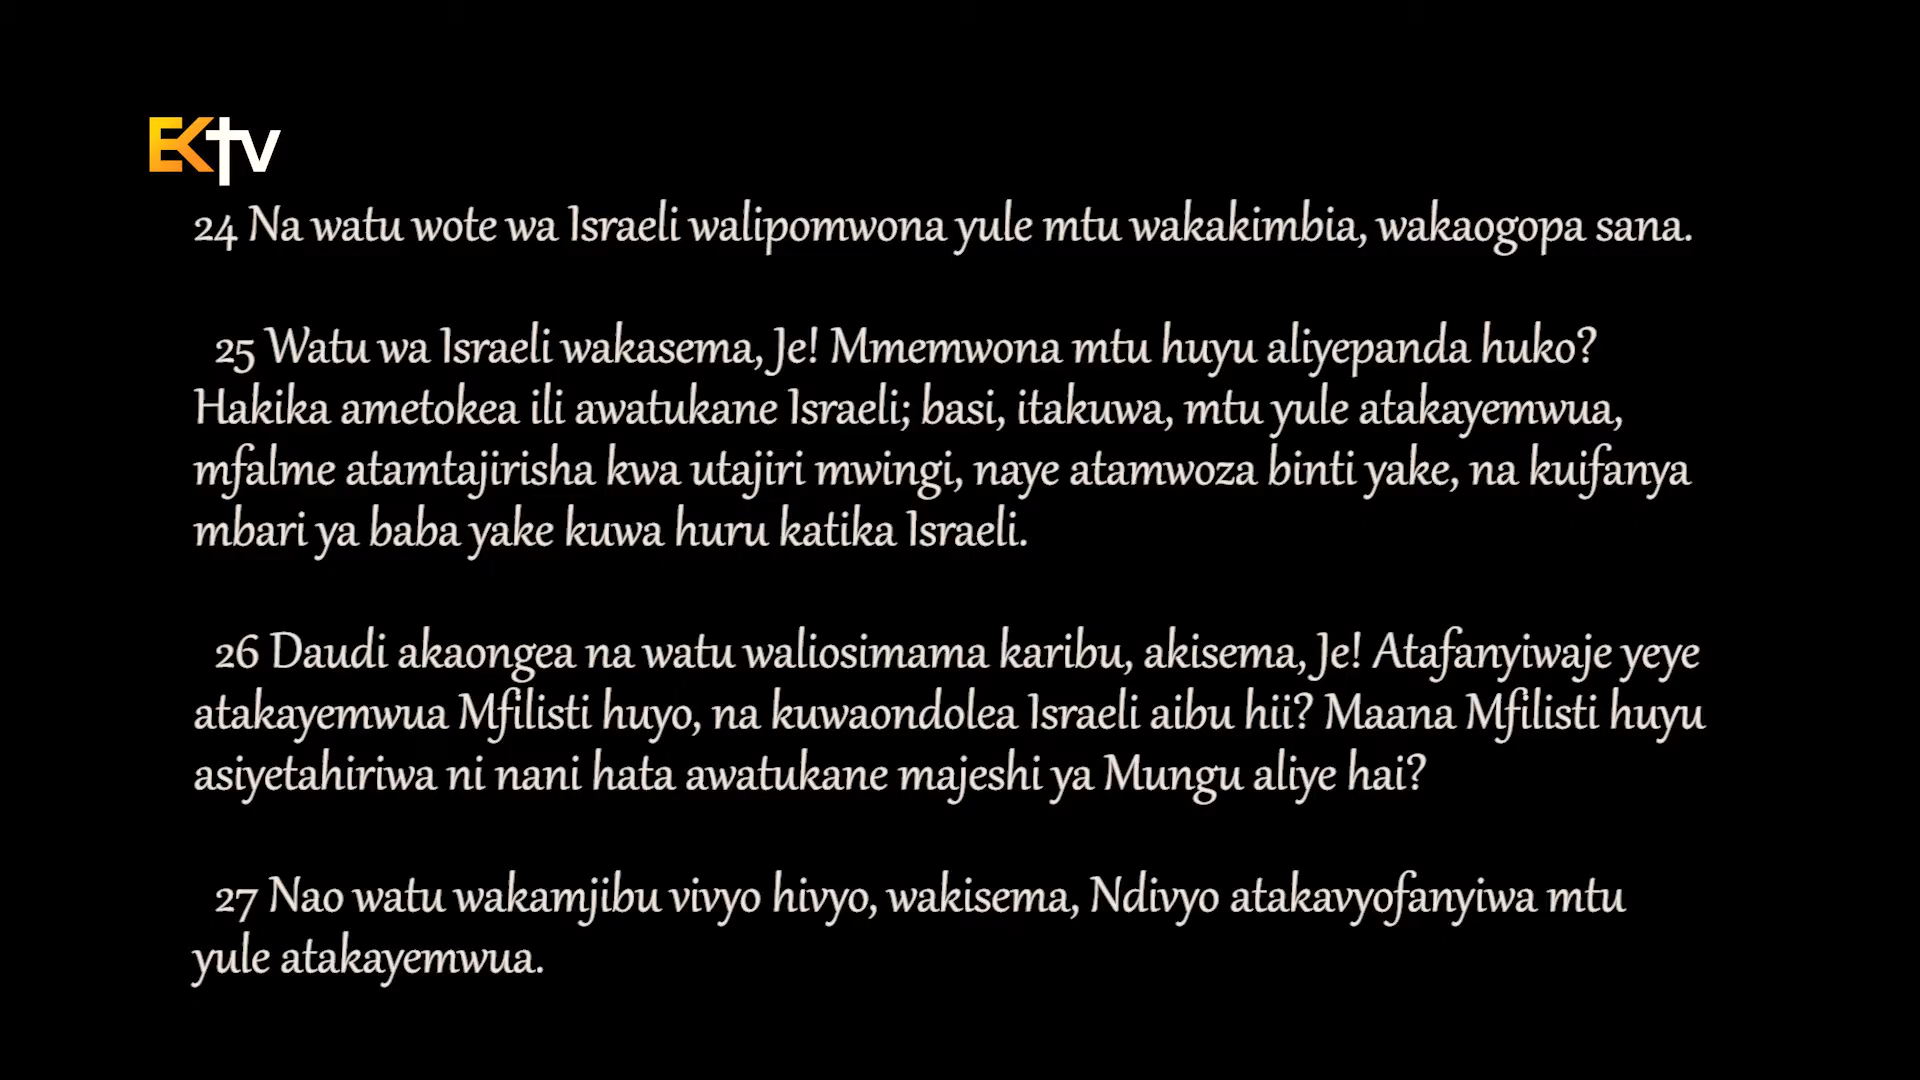 EKTV
24 Na watu wote wa Israeli walipomwona yule mtu wakakimbia, wakaogopa sana.
25 Watu wa Israeli wakasema, Je! Mmemwona mtu huyu aliyepanda huko?
Hakika ametokea ili awatukane Israeli; basi, itakuwa, mtu yule atakayemwua,
mfalme atamtajirisha kwa utajiri mwingi, naye atamwoza binti yake, na kuifanya
mbari ya baba yake kuwa huru katika Israeli.
26 Daudi akaongea na watu waliosimama karibu, akisema, Je! Atafanyiwaje yeye
atakayemwua Mfilisti huyo, na kuwaondolea Israeli aibu hii? Maana Mfilisti huyu
asiyetahiriwa ni nani hata awatukane majeshi ya Mungu aliye hai?
27 Nao watu wakamjibu vivyo hivyo, wakisema, Ndivyo atakavyofanyiwa mtu
yule atakayemwua.